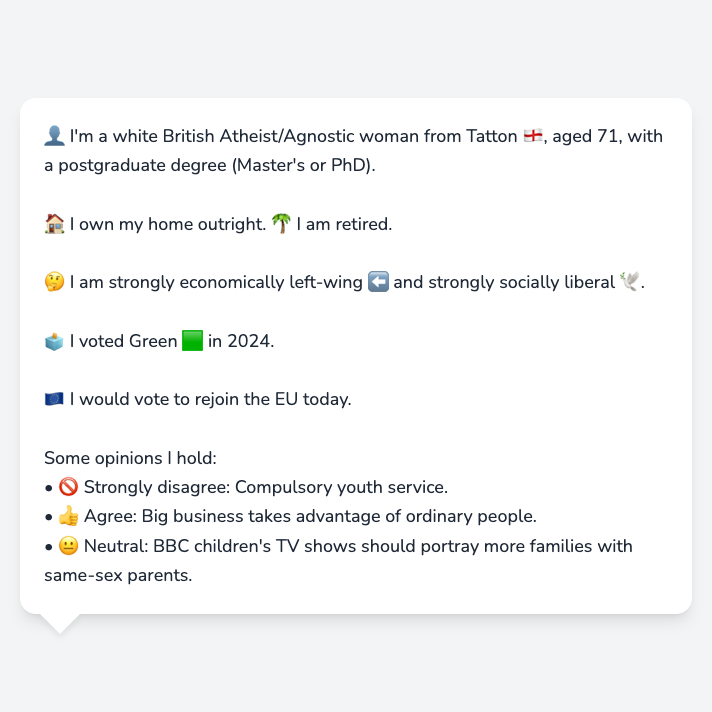 👤 I'm a white British Atheist/Agnostic woman from Tatton 🏴󠁧󠁢󠁥󠁮󠁧󠁿, aged 71, with
a postgraduate degree (Master's or PhD).
🏠 I own my home outright. 🌴 I am retired.
🤔 I am strongly economically left-wing ⬅️ and strongly socially liberal 🕊️.
🗳️ I voted Green 🟩 in 2024.
🇪🇺 I would vote to rejoin the EU today.
Some opinions I hold:
• 🚫 Strongly disagree: Compulsory youth service.
• 👍 Agree: Big business takes advantage of ordinary people.
• 😐 Neutral: BBC children's TV shows should portray more families with
same-sex parents.